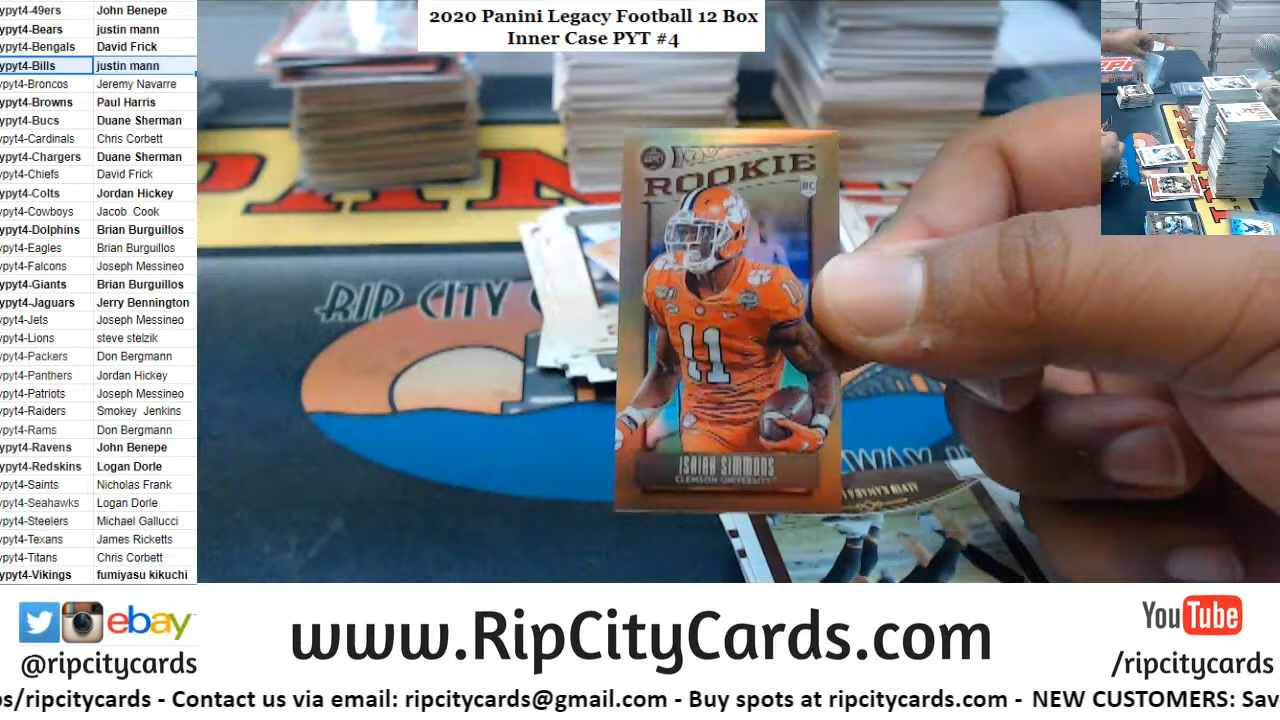 2020 Panini Legacy Football 12 Box
Inner Case PYT #4
ypyt4-49ers John Benepe
ypyt4-Bears justin mann
ypyt4-Bengals David Frick
ypyt4-Bills justin mann
ypyt4-Broncos Jeremy Navarre
ypyt4-Browns Paul Harris
ypyt4-Bucs Duane Sherman
ypyt4-Cardinals Chris Corbett
ypyt4-Chargers Duane Sherman
ypyt4-Chiefs David Frick
ypyt4-Colts Jordan Hickey
ypyt4-Cowboys Jacob Cook
ypyt4-Dolphins Brian Burguillos
ypyt4-Eagles Brian Burguillos
ypyt4-Falcons Joseph Messineo
ypyt4-Giants Brian Burguillos
ypyt4-Jaguars Jerry Bennington
ypyt4-Jets Joseph Messineo
ypyt4-Lions steve stelzik
ypyt4-Packers Don Bergmann
ypyt4-Panthers Jordan Hickey
ypyt4-Patriots Joseph Messineo
ypyt4-Raiders Smokey Jenkins
ypyt4-Rams Don Bergmann
ypyt4-Ravens John Benepe
ypyt4-Redskins Logan Dorle
ypyt4-Saints Nicholas Frank
ypyt4-Seahawks Logan Dorle
ypyt4-Steelers Michael Gallucci
ypyt4-Texans James Ricketts
ypyt4-Titans Chris Corbett
ypyt4-Vikings fumiyasu kikuchi
ROOKIE
RC
11
11
ISAIAH SIMMONS
CLEMSON UNIVERSITY
RIP CITY
ALVIN KAMARA
ebay
@ripcitycards
www.RipCityCards.com
YouTube
/ripcitycards
os/ripcitycards - Contact us via email: ripcitycards@gmail.com - Buy spots at ripcitycards.com - NEW CUSTOMERS: Sav